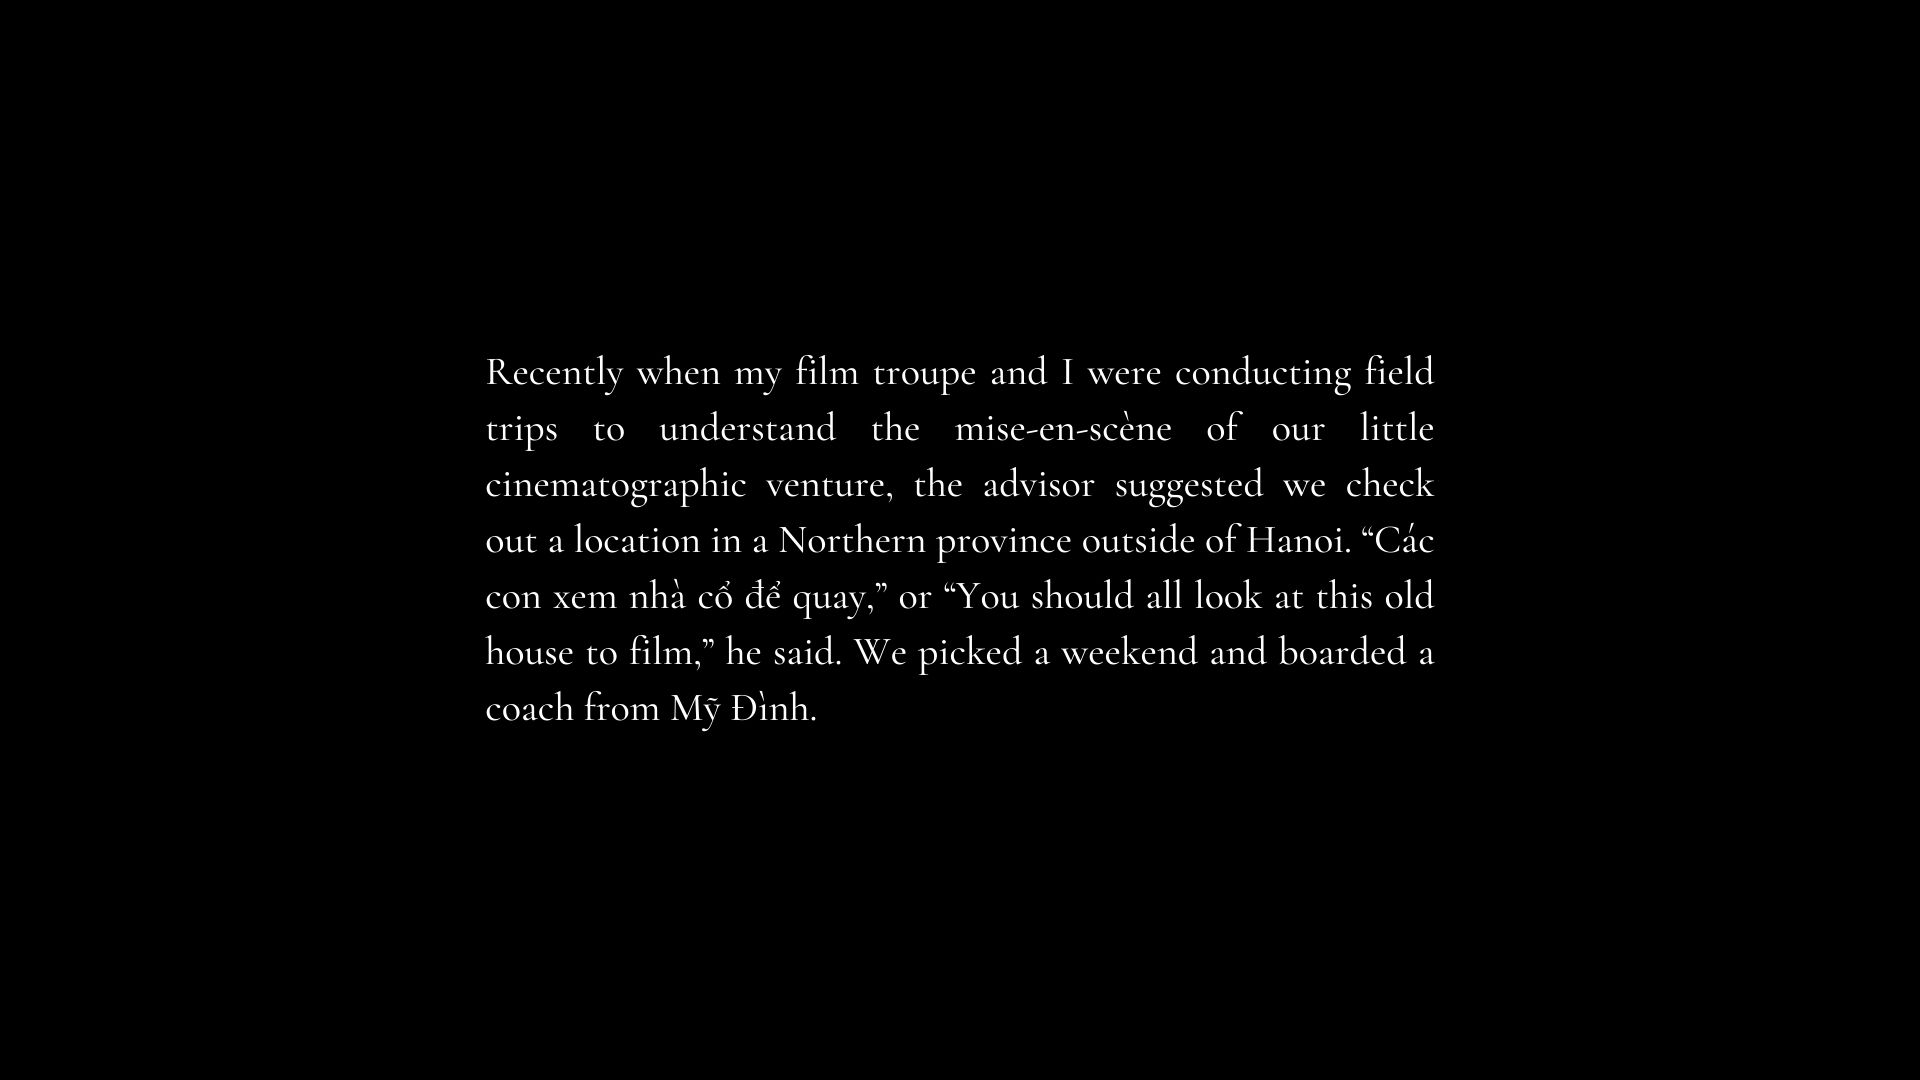 Recently when my film troupe and I were conducting field
trips to understand the mise-en-scène of our little
cinematographic venture, the advisor suggested we check
out a location in a Northern province outside of Hanoi. “Các
con xem nhà cổ để quay,” or “You should all look at this old
house to film,” he said. We picked a weekend and boarded a
coach from Mỹ Đình.